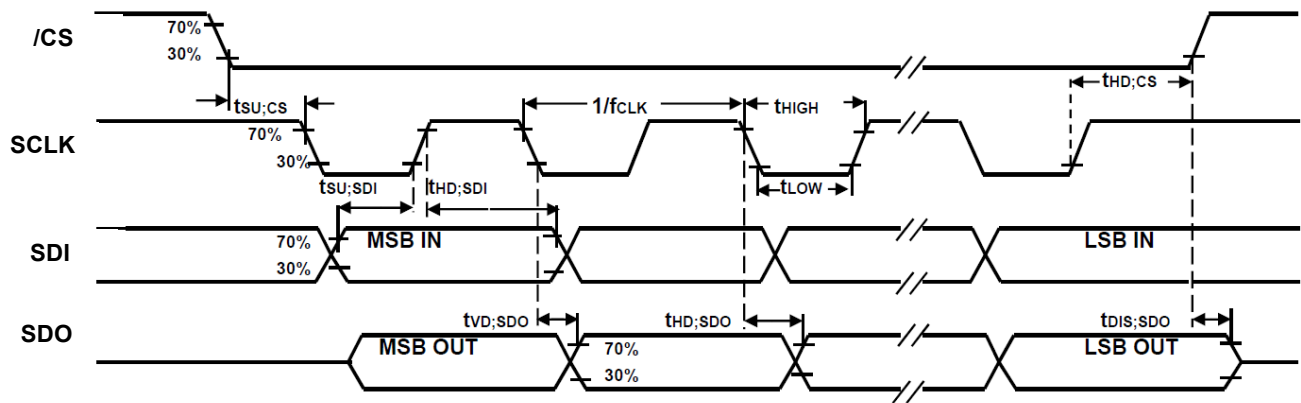 /CS
70%
30%
tSU;CS
1/fCLK
tHIGH
tHD;CS
SCLK
70%
30%
tSU;SDI
tHD;SDI
tLOW
SDI
70%
30%
MSB IN
LSB IN
SDO
tVD;SDO
tHD;SDO
tDIS;SDO
MSB OUT
70%
30%
LSB OUT